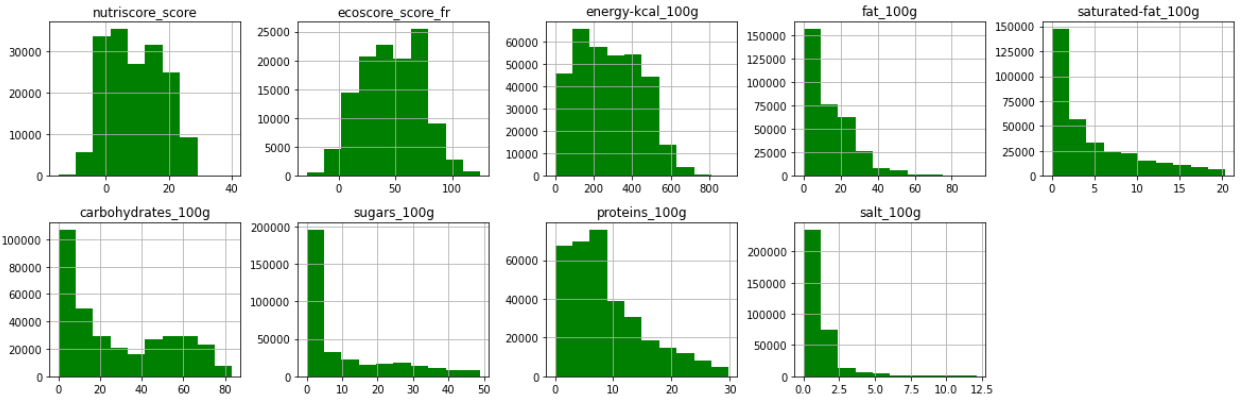 nutriscore_score
30000
20000
10000
0
0 20 40
ecoscore_score_fr
25000
20000
15000
10000
5000
0
0 50 100
energy-kcal_100g
60000
50000
40000
30000
20000
10000
0
0 200 400 600 800
fat_100g
150000
125000
100000
75000
50000
25000
0
0 20 40 60 80
saturated-fat_100g
150000
125000
100000
75000
50000
25000
0
0 5 10 15 20
carbohydrates_100g
100000
80000
60000
40000
20000
0
0 20 40 60 80
sugars_100g
200000
150000
100000
50000
0
0 10 20 30 40 50
proteins_100g
60000
40000
20000
0
0 10 20 30
salt_100g
200000
150000
100000
50000
0
0.0 2.5 5.0 7.5 10.0 12.5